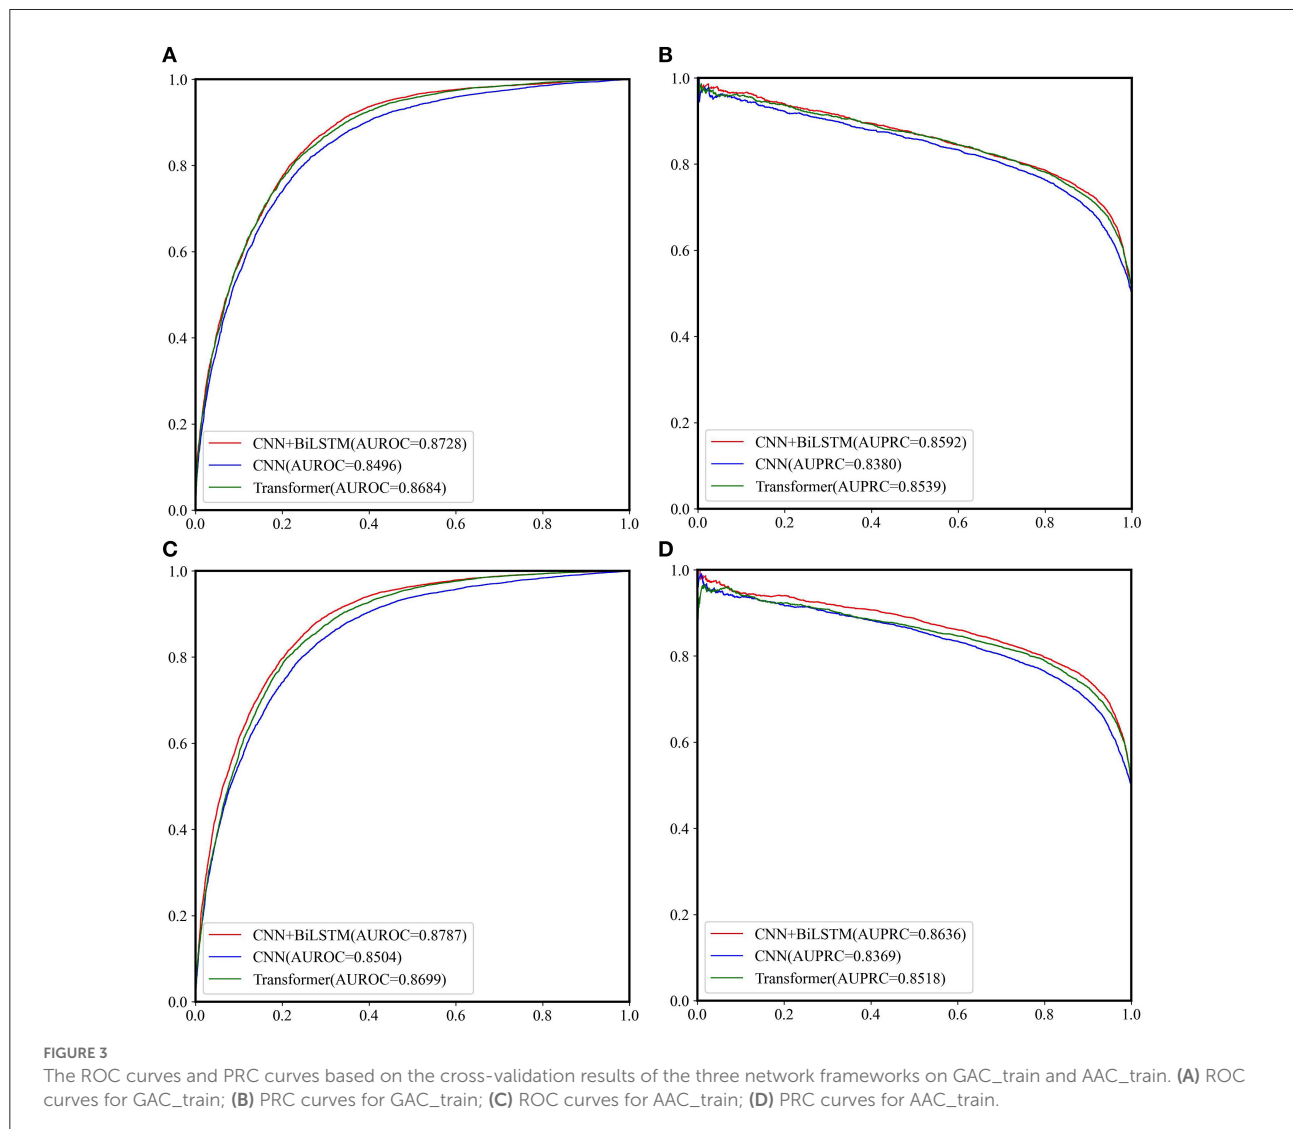 A
1.0
0.8
0.6
0.4
0.2
0.0
CNN+BiLSTM(AUROC=0.8728)
CNN(AUROC=0.8496)
Transformer(AUROC=0.8684)
0.0 0.2 0.4 0.6 0.8 1.0
B
1.0
0.8
0.6
0.4
0.2
0.0
CNN+BiLSTM(AUPRC=0.8592)
CNN(AUPRC=0.8380)
Transformer(AUPRC=0.8539)
0.0 0.2 0.4 0.6 0.8 1.0
C
1.0
0.8
0.6
0.4
0.2
0.0
CNN+BiLSTM(AUROC=0.8787)
CNN(AUROC=0.8504)
Transformer(AUROC=0.8699)
0.0 0.2 0.4 0.6 0.8 1.0
D
1.0
0.8
0.6
0.4
0.2
0.0
CNN+BiLSTM(AUPRC=0.8636)
CNN(AUPRC=0.8369)
Transformer(AUPRC=0.8518)
0.0 0.2 0.4 0.6 0.8 1.0
FIGURE 3
The ROC curves and PRC curves based on the cross-validation results of the three network frameworks on GAC_train and AAC_train. (A) ROC
curves for GAC_train; (B) PRC curves for GAC_train; (C) ROC curves for AAC_train; (D) PRC curves for AAC_train.